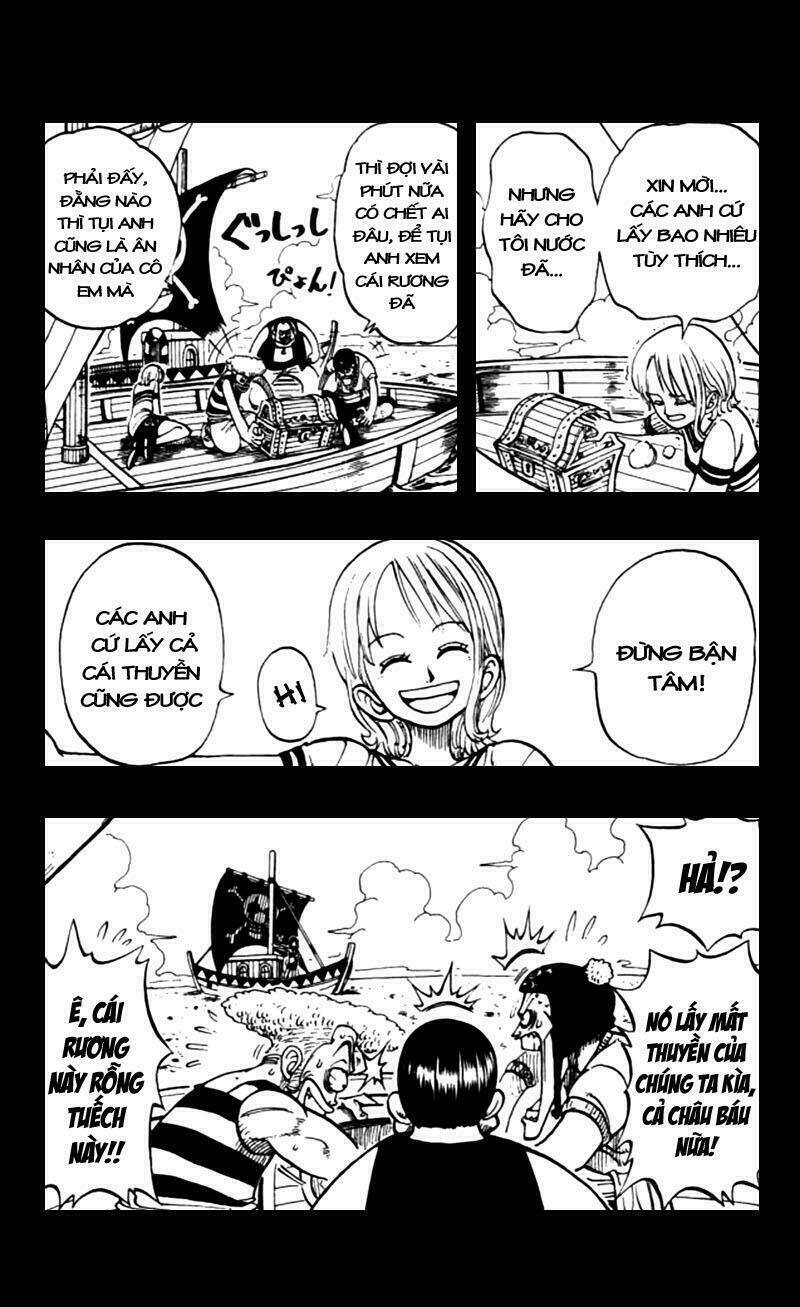 XIN MỜI...
CÁC ANH CỨ
LẤY BAO NHIÊU
TÙY THÍCH...
NHƯNG
HÃY CHO
TÔI NƯỚC
ĐÃ...
THÌ ĐỢI VÀI
PHÚT NỮA
CÓ CHẾT AI
ĐÂU, ĐỂ TỤI
ANH XEM
CÁI RƯƠNG
ĐÃ
ぐっしっし
ぴょん!
PHẢI ĐẤY,
ĐẰNG NÀO
THÌ TỤI ANH
CŨNG LÀ ÂN
NHÂN CỦA CÔ
EM MÀ
ĐỪNG BẬN
TÂM!
HI
CÁC ANH
CỨ LẤY CẢ
CÁI THUYỀN
CŨNG ĐƯỢC
HẢ!?
NÓ LẤY MẤT
THUYỀN CỦA
CHÚNG TA KÌA,
CẢ CHÂU BÁU
NỮA!
Ê, CÁI
RƯƠNG
NÀY RỖNG
TUẾCH
NÀY!!